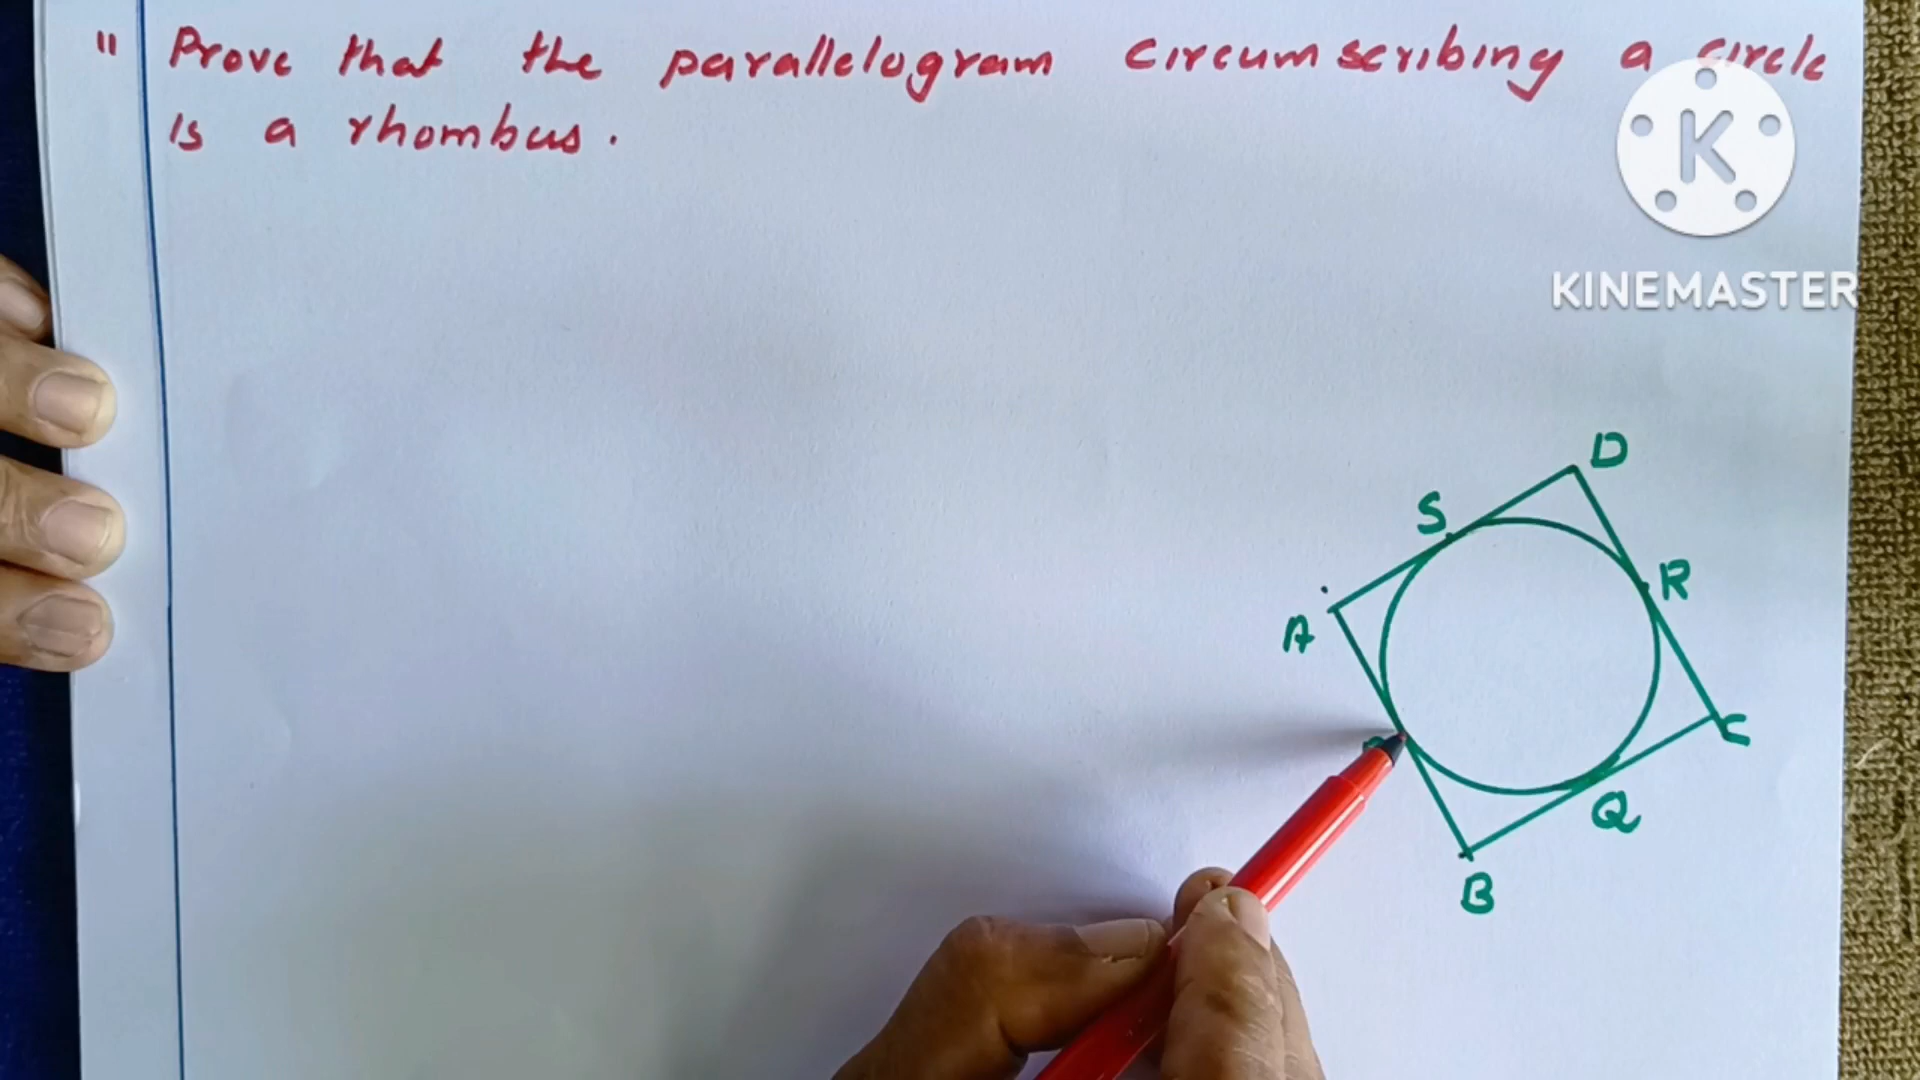 " Prove that the parallelogram circumscribing a circle
is a rhombus.
K
KINEMASTER
D
S
R
A
C
Q
B